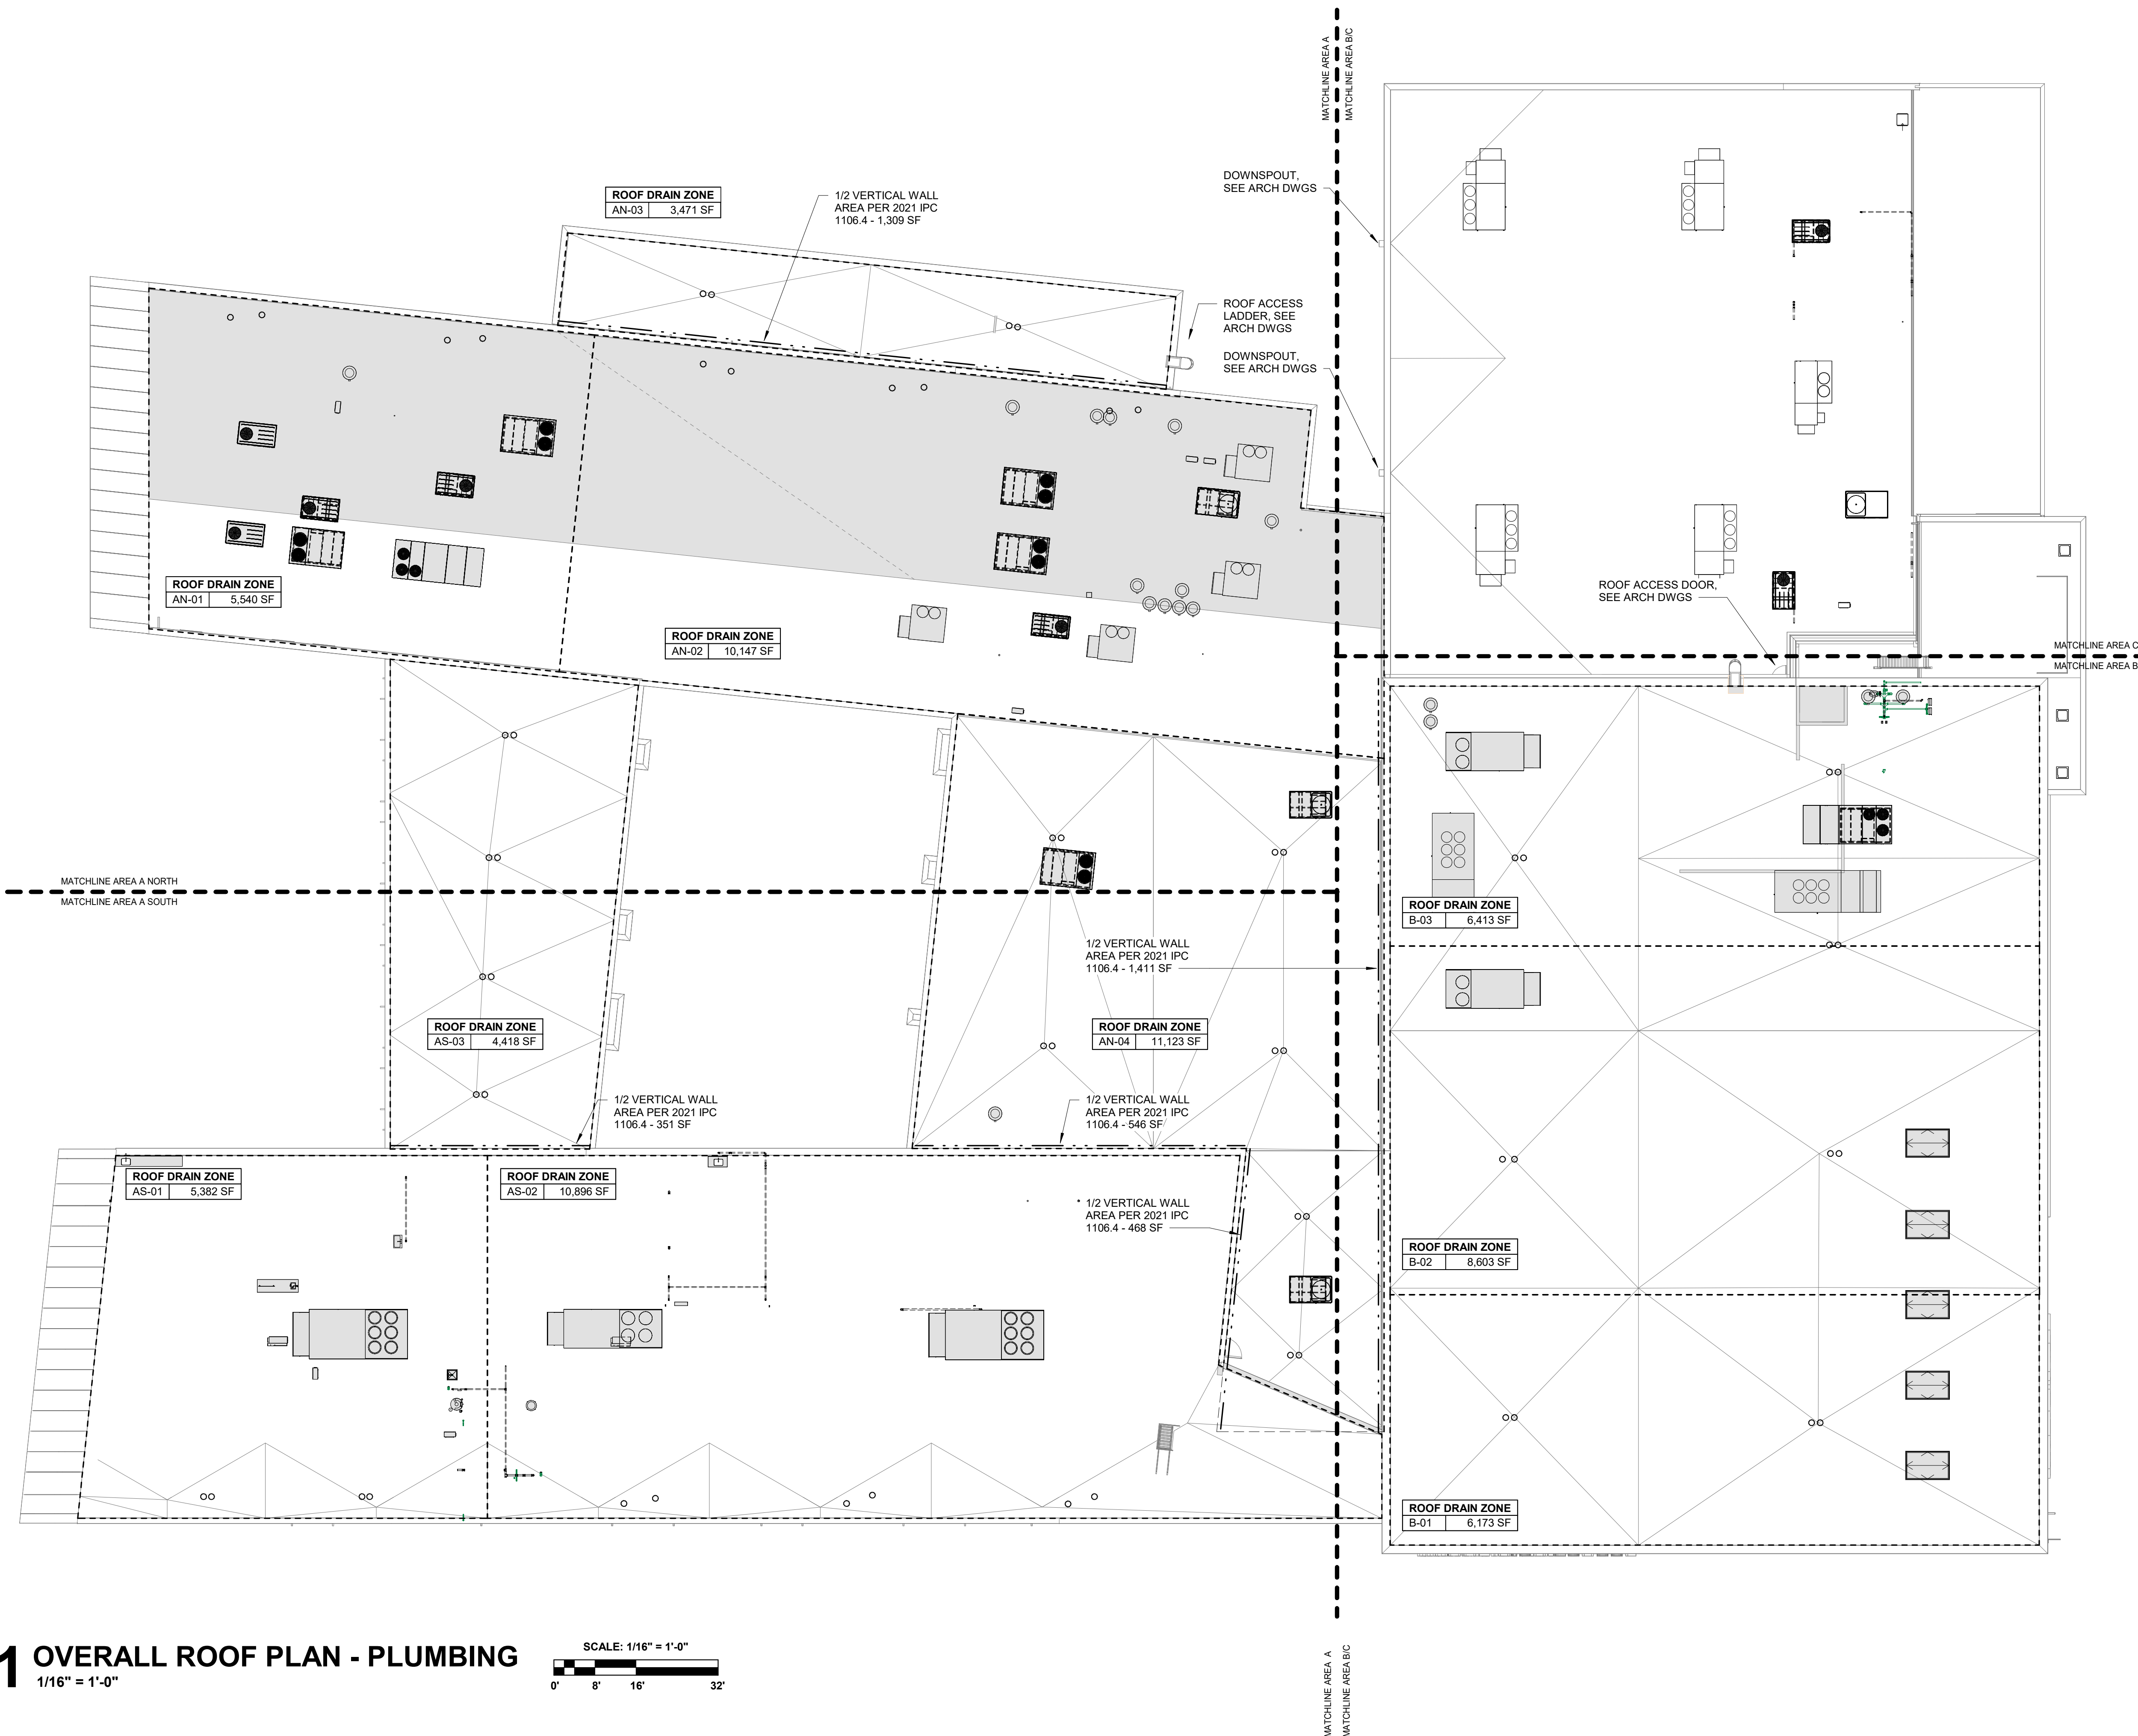 MATCHLINE AREA A
MATCHLINE AREA B/C
DOWNSPOUT,
SEE ARCH DWGS
ROOF DRAIN ZONE
AN-03 3,471 SF
1/2 VERTICAL WALL
AREA PER 2021 IPC
1106.4 - 1,309 SF
ROOF ACCESS
LADDER, SEE
ARCH DWGS
DOWNSPOUT,
SEE ARCH DWGS
ROOF DRAIN ZONE
AN-01 5,540 SF
ROOF DRAIN ZONE
AN-02 10,147 SF
ROOF ACCESS DOOR,
SEE ARCH DWGS
MATCHLINE AREA C
MATCHLINE AREA B
MATCHLINE AREA A NORTH
MATCHLINE AREA A SOUTH
ROOF DRAIN ZONE
B-03 6,413 SF
1/2 VERTICAL WALL
AREA PER 2021 IPC
1106.4 - 1,411 SF
ROOF DRAIN ZONE
AS-03 4,418 SF
ROOF DRAIN ZONE
AN-04 11,123 SF
1/2 VERTICAL WALL
AREA PER 2021 IPC
1106.4 - 351 SF
1/2 VERTICAL WALL
AREA PER 2021 IPC
1106.4 - 546 SF
ROOF DRAIN ZONE
AS-01 5,382 SF
ROOF DRAIN ZONE
AS-02 10,896 SF
1/2 VERTICAL WALL
AREA PER 2021 IPC
1106.4 - 468 SF
ROOF DRAIN ZONE
B-02 8,603 SF
ROOF DRAIN ZONE
B-01 6,173 SF
1 OVERALL ROOF PLAN - PLUMBING
1/16" = 1'-0"
SCALE: 1/16" = 1'-0"
0' 8' 16' 32'
MATCHLINE AREA A
MATCHLINE AREA B/C